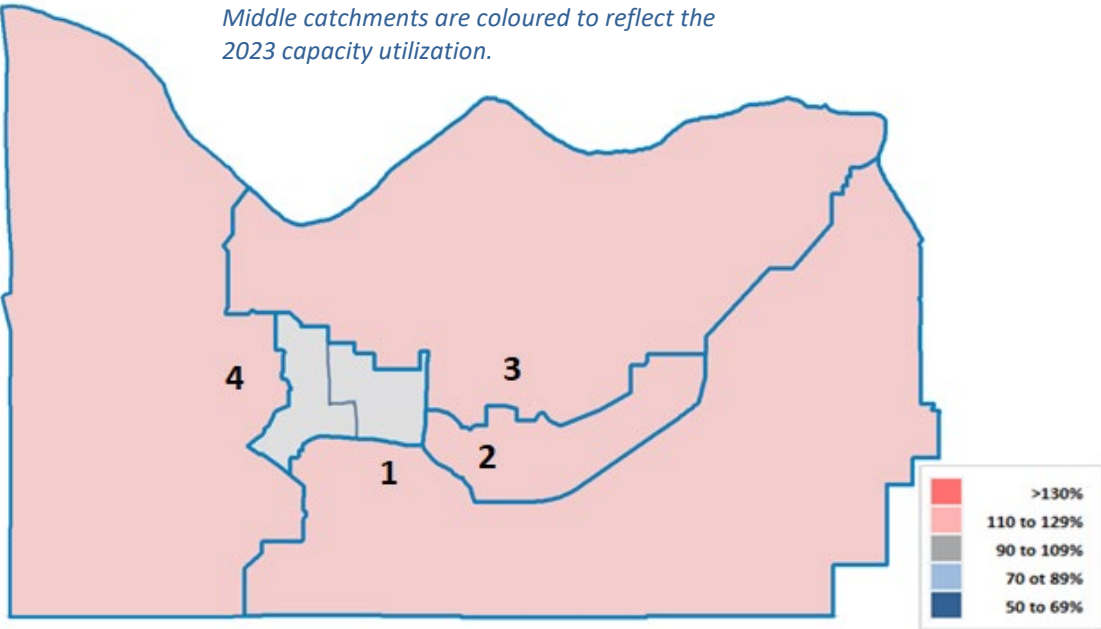 Middle catchments are coloured to reflect the
2023 capacity utilization.
3
4
2
1
>130%
110 to 129%
90 to 109%
70 ot 89%
50 to 69%